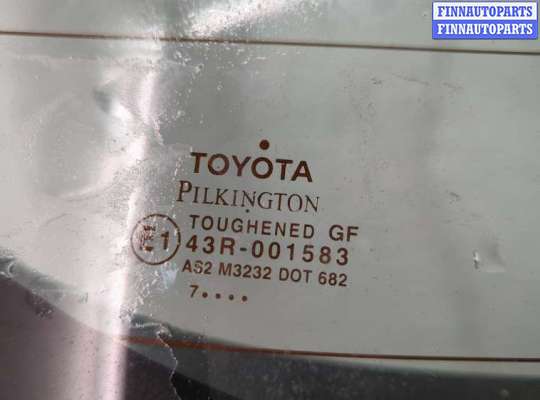 FINNAUTOPARTS
FINNAUTOPARTS
TOYOTA
PILKINGTON
TOUGHENED GF
E1 43R-001583
AS2 M3232 DOT 682
7••••